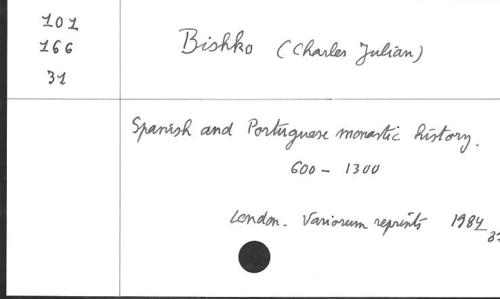 101
166
31
Bishko (Charles Julian)
Spanish and Portuguese monastic history.
600 - 1300
London. Variorum reprints 1984